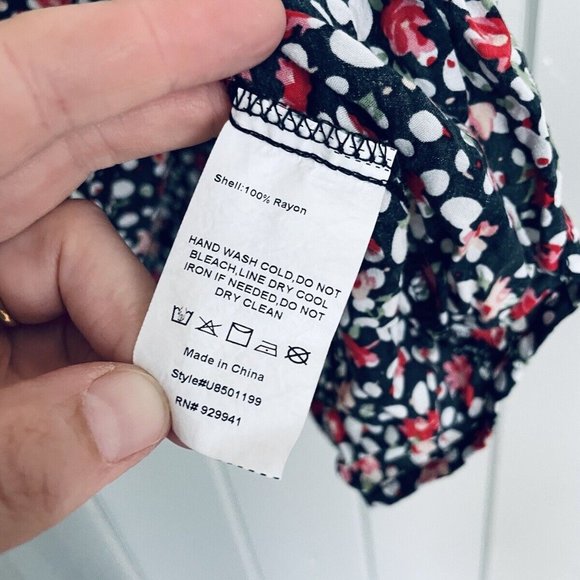 Shell:100% Rayon
HAND WASH COLD,DO NOT
BLEACH,LINE DRY COOL
IRON IF NEEDED,DO NOT
DRY CLEAN
Made in China
Style#U8501199
RN# 929941